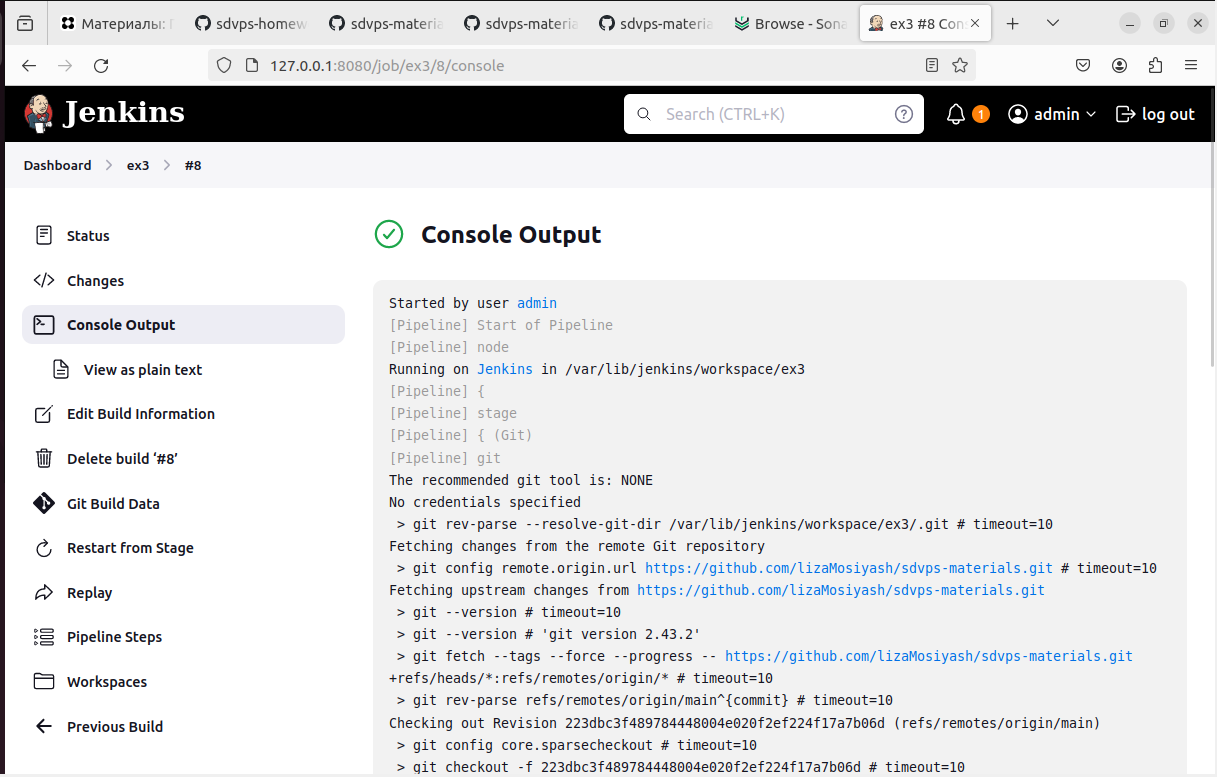 Материалы:
sdvps-homew
sdvps-materia
sdvps-materia
sdvps-materia
Browse - Sona
ex3 #8 Con
127.0.0.1:8080/job/ex3/8/console
Jenkins
Search (CTRL+K)
1
admin
log out
Dashboard
ex3
#8
Status
Changes
Console Output
View as plain text
Edit Build Information
Delete build ‘#8’
Git Build Data
Restart from Stage
Replay
Pipeline Steps
Workspaces
Previous Build
Console Output
Started by user admin
[Pipeline] Start of Pipeline
[Pipeline] node
Running on Jenkins in /var/lib/jenkins/workspace/ex3
[Pipeline] {
[Pipeline] stage
[Pipeline] { (Git)
[Pipeline] git
The recommended git tool is: NONE
No credentials specified
> git rev-parse --resolve-git-dir /var/lib/jenkins/workspace/ex3/.git # timeout=10
Fetching changes from the remote Git repository
> git config remote.origin.url https://github.com/lizaMosiyash/sdvps-materials.git # timeout=10
Fetching upstream changes from https://github.com/lizaMosiyash/sdvps-materials.git
> git --version # timeout=10
> git --version # 'git version 2.43.2'
> git fetch --tags --force --progress -- https://github.com/lizaMosiyash/sdvps-materials.git
+refs/heads/*:refs/remotes/origin/* # timeout=10
> git rev-parse refs/remotes/origin/main^{commit} # timeout=10
Checking out Revision 223dbc3f489784448004e020f2ef224f17a7b06d (refs/remotes/origin/main)
> git config core.sparsecheckout # timeout=10
> git checkout -f 223dbc3f489784448004e020f2ef224f17a7b06d # timeout=10